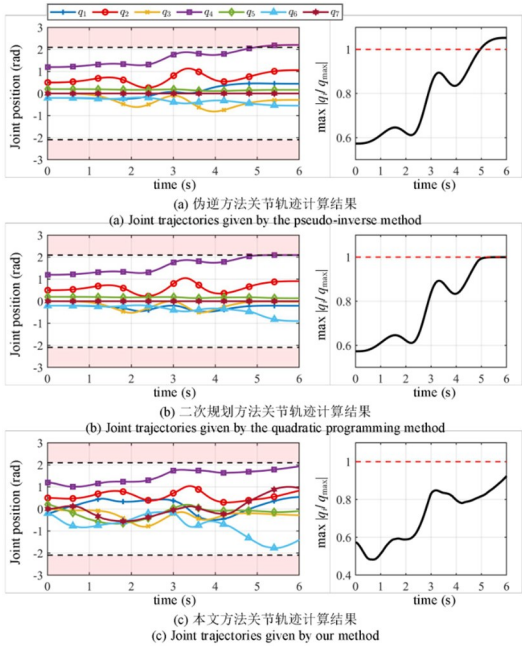 q1 q2 q3 q4 q5 q6 q7
Joint position (rad)
3
2
1
0
-1
-2
-3
0 1 2 3 4 5 6
time (s)
max |q/qmax|
1
0.8
0.6
0 1 2 3 4 5 6
time (s)
(a) 伪逆方法关节轨迹计算结果
(a) Joint trajectories given by the pseudo-inverse method
Joint position (rad)
3
2
1
0
-1
-2
-3
0 1 2 3 4 5 6
time (s)
max |q/qmax|
1
0.8
0.6
0 1 2 3 4 5 6
time (s)
(b) 二次规划方法关节轨迹计算结果
(b) Joint trajectories given by the quadratic programming method
Joint position (rad)
3
2
1
0
-1
-2
-3
0 1 2 3 4 5 6
time (s)
max |q/qmax|
1
0.8
0.6
0.4
0 1 2 3 4 5 6
time (s)
(c) 本文方法关节轨迹计算结果
(c) Joint trajectories given by our method